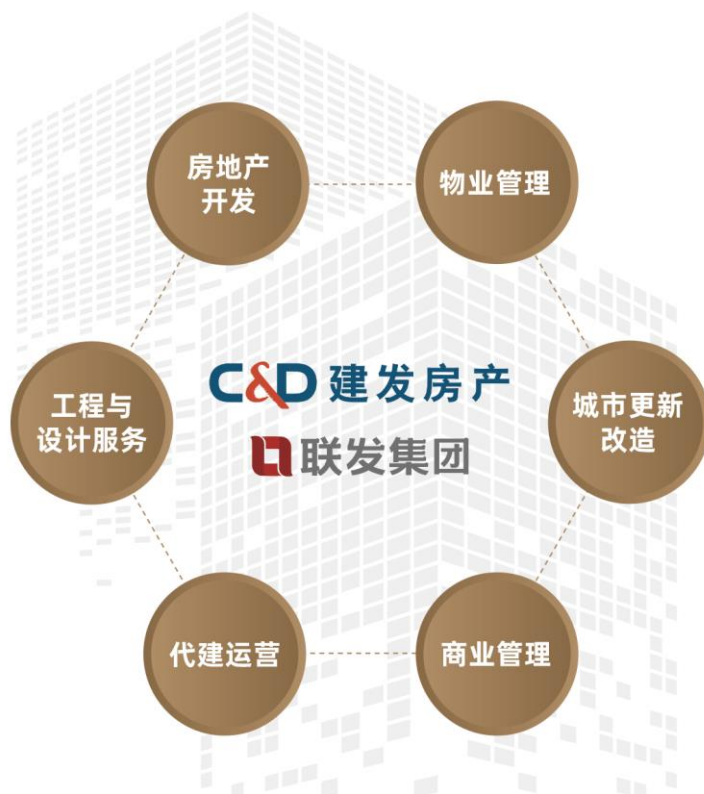 房地产
开发
物业管理
工程与
设计服务
C&D 建发房产
联发集团
城市更新
改造
代建运营
商业管理